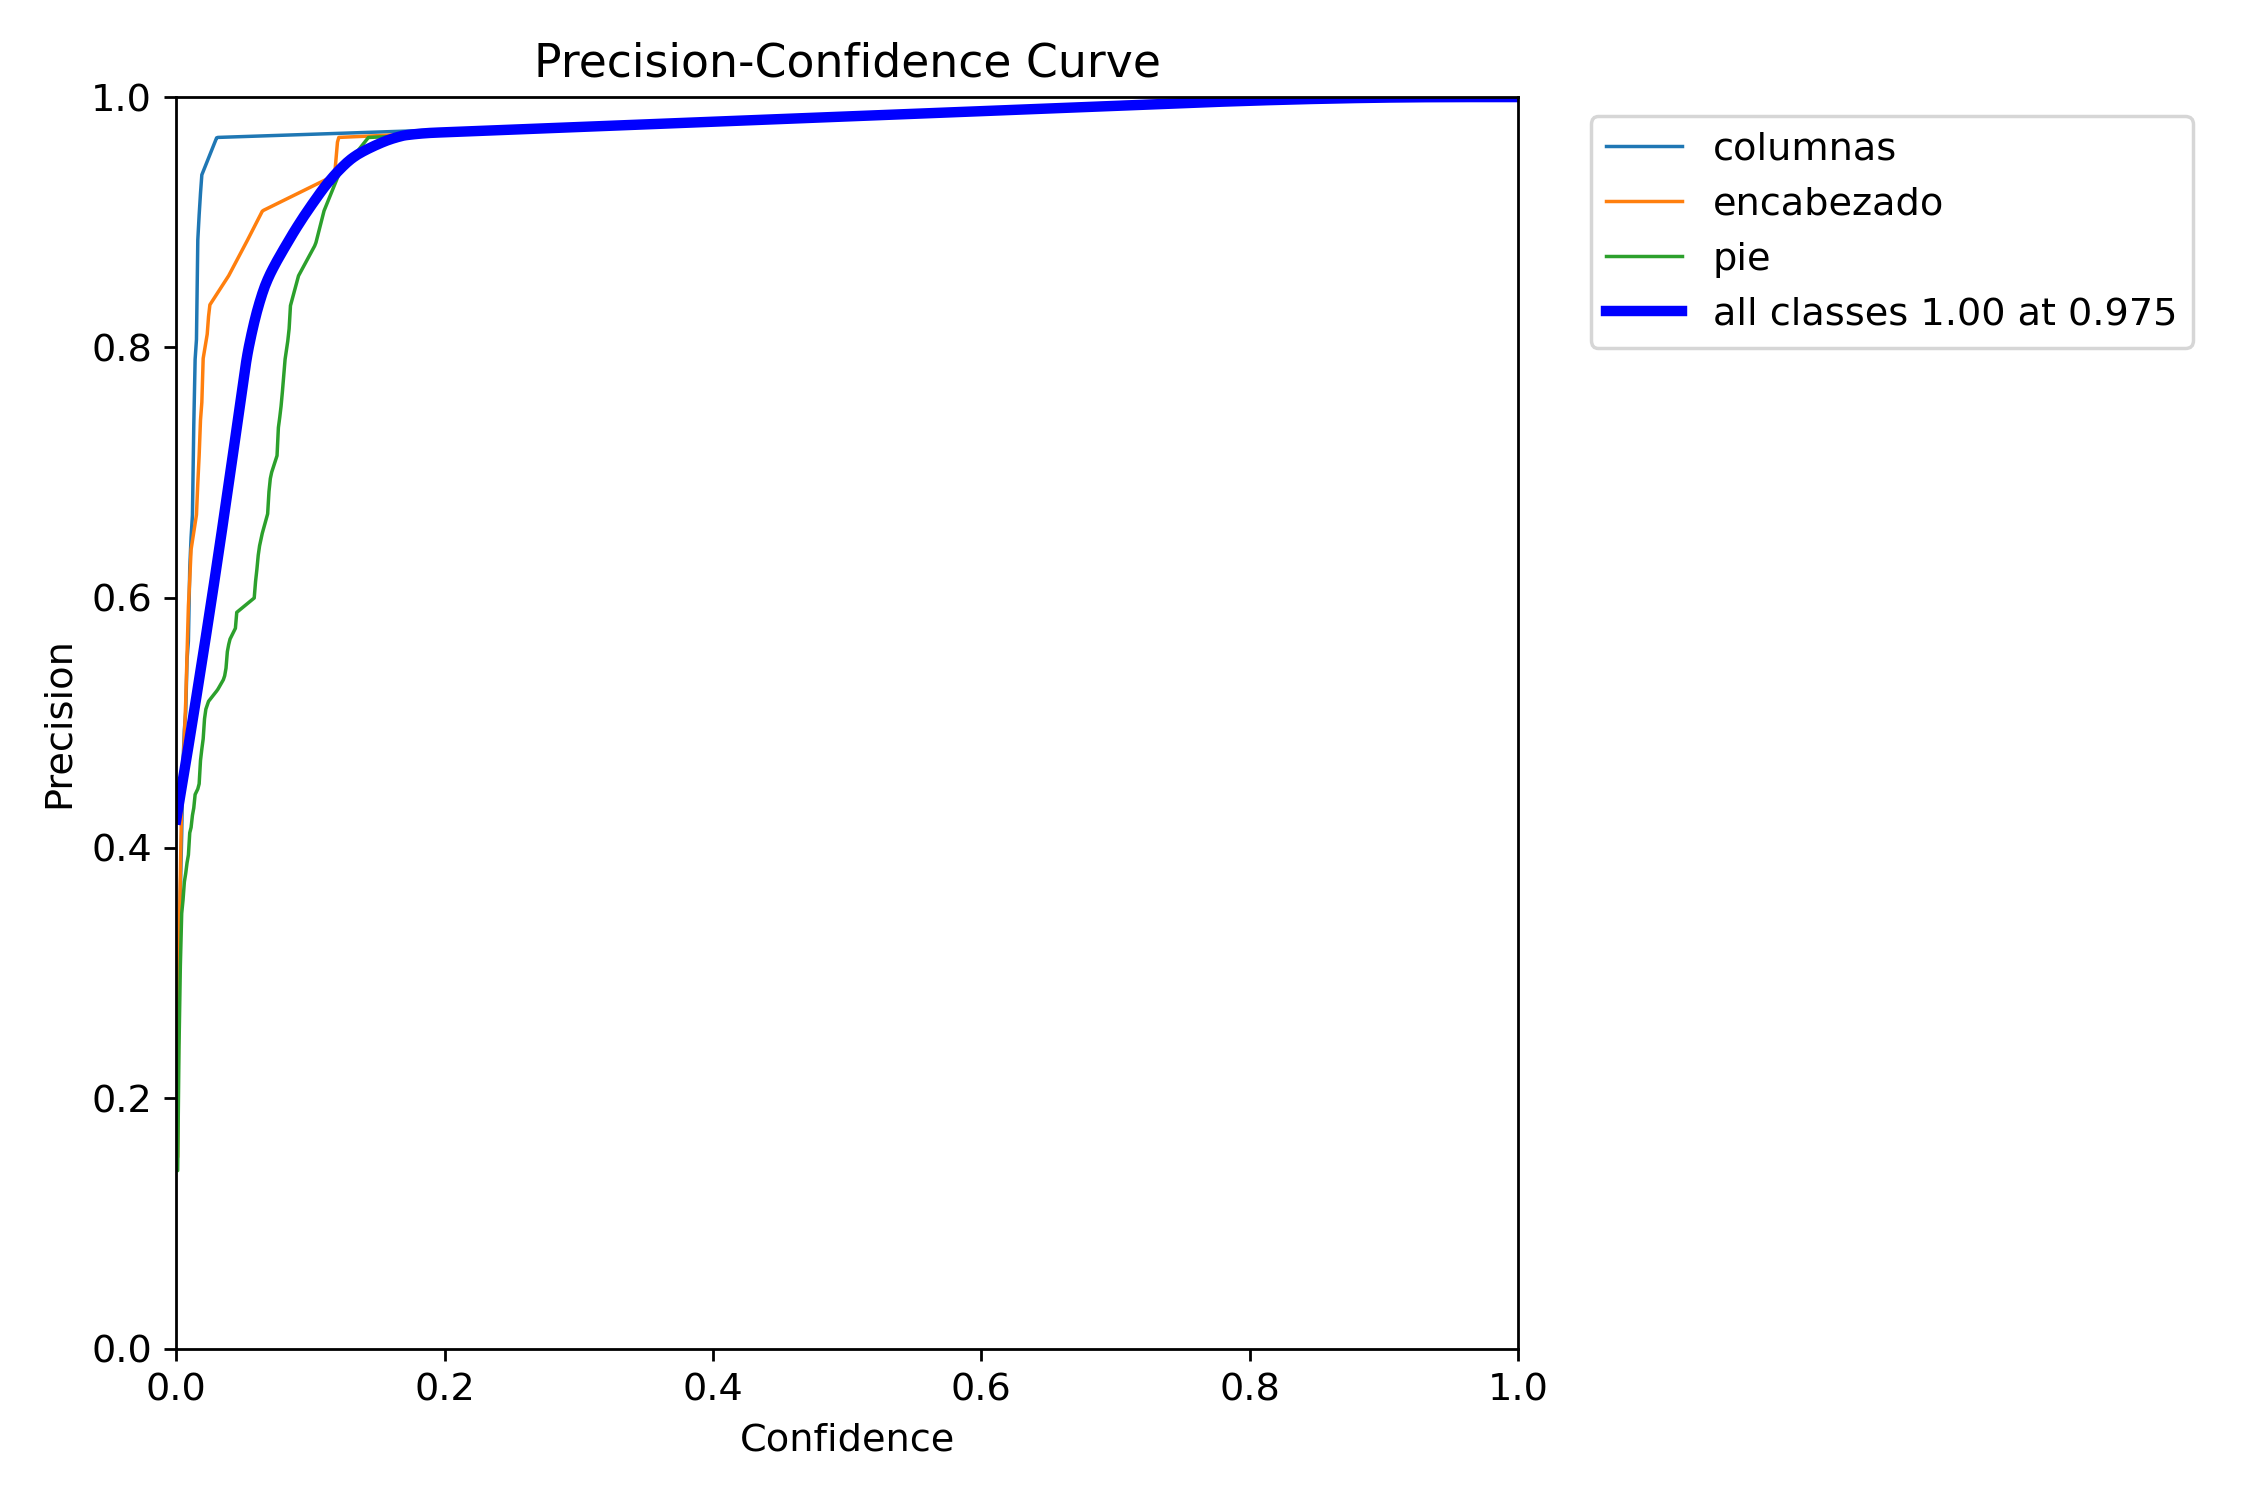 Precision-Confidence Curve
1.0
0.8
0.6
0.4
0.2
0.0
Precision
0.0 0.2 0.4 0.6 0.8 1.0
Confidence
columnas
encabezado
pie
all classes 1.00 at 0.975